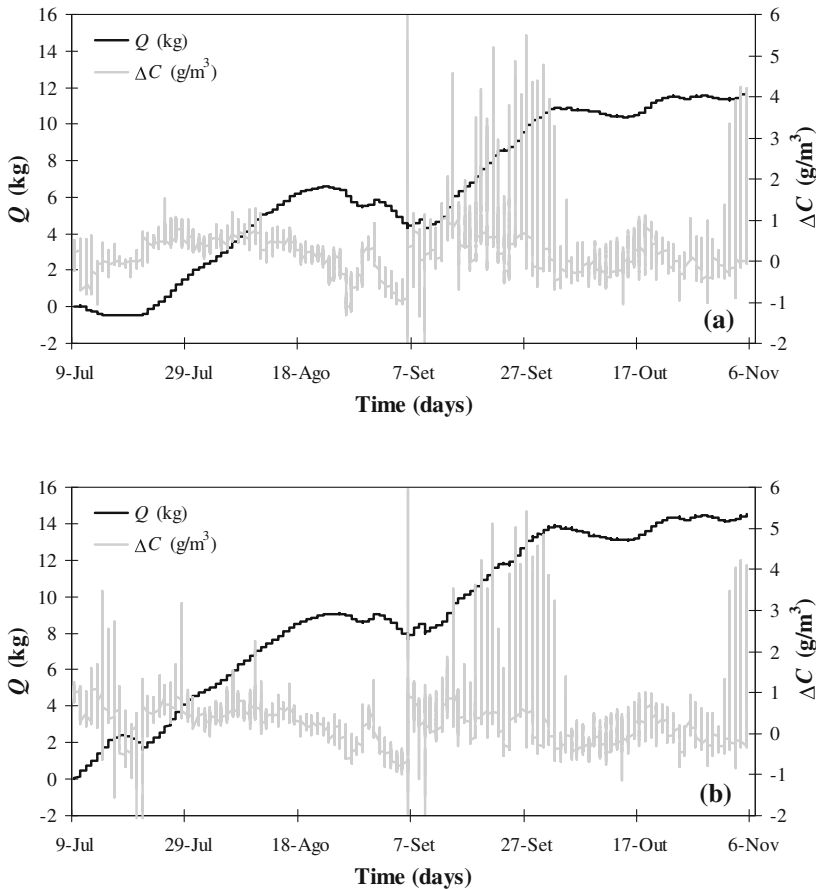 16
14
12
10
8
6
4
2
0
-2
Q (kg)
Q (kg)
ΔC (g/m³)
6
5
4
3
2
1
0
-1
-2
ΔC (g/m³)
(a)
9-Jul 29-Jul 18-Ago 7-Set 27-Set 17-Out 6-Nov
Time (days)
16
14
12
10
8
6
4
2
0
-2
Q (kg)
Q (kg)
ΔC (g/m³)
6
5
4
3
2
1
0
-1
-2
ΔC (g/m³)
(b)
9-Jul 29-Jul 18-Ago 7-Set 27-Set 17-Out 6-Nov
Time (days)